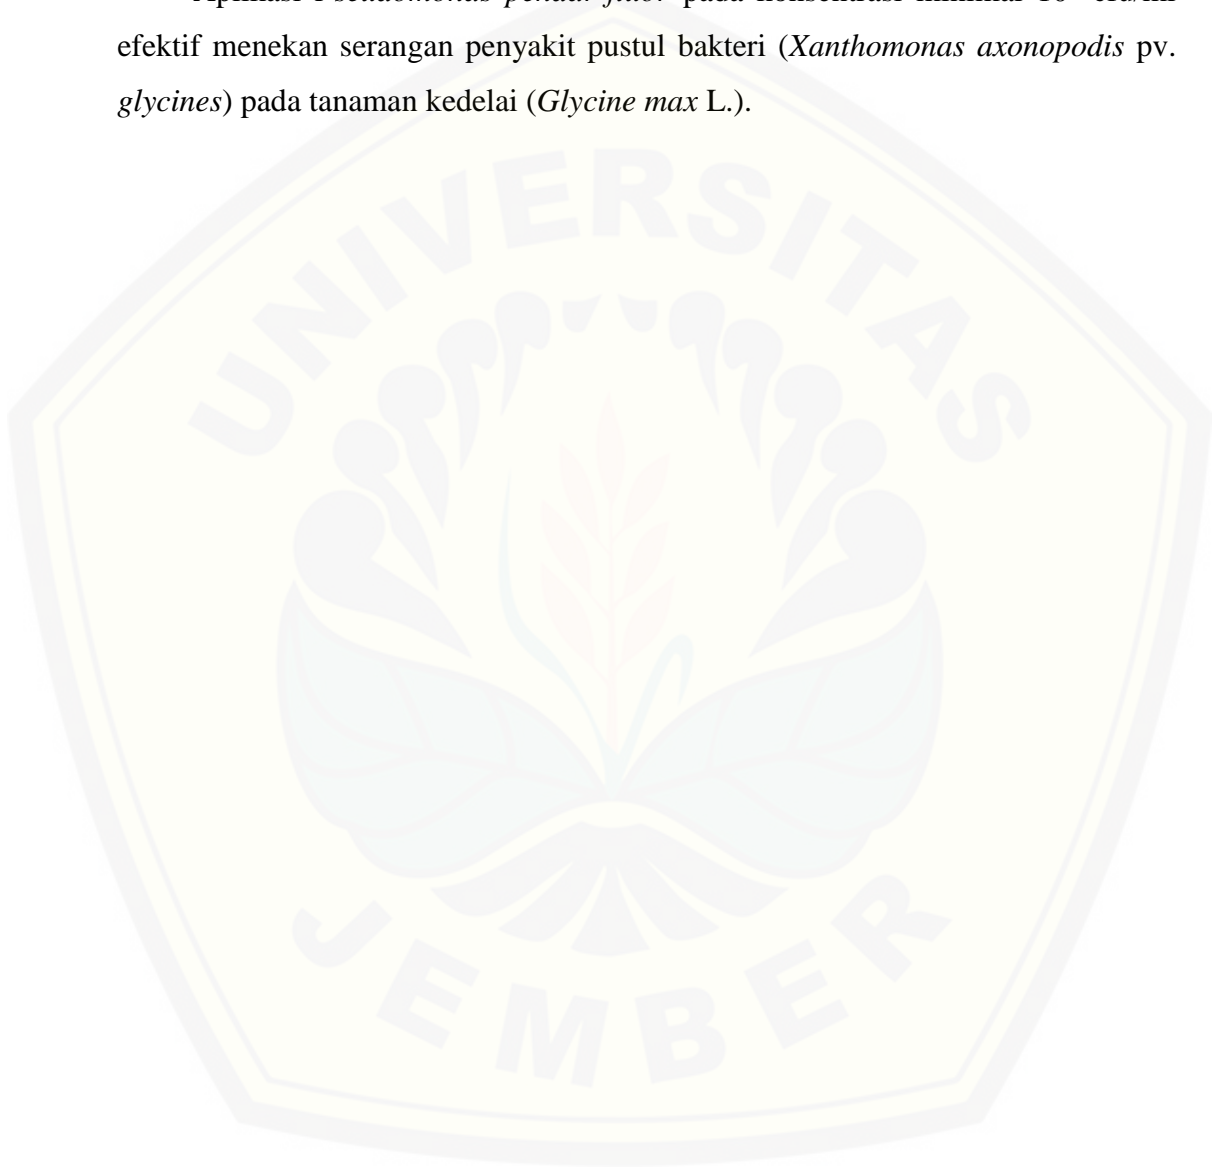 efektif menekan serangan penyakit pustul bakteri (Xanthomonas axonopodis pv.
glycines) pada tanaman kedelai (Glycine max L.).
UNIVERSITAS
JEMBER